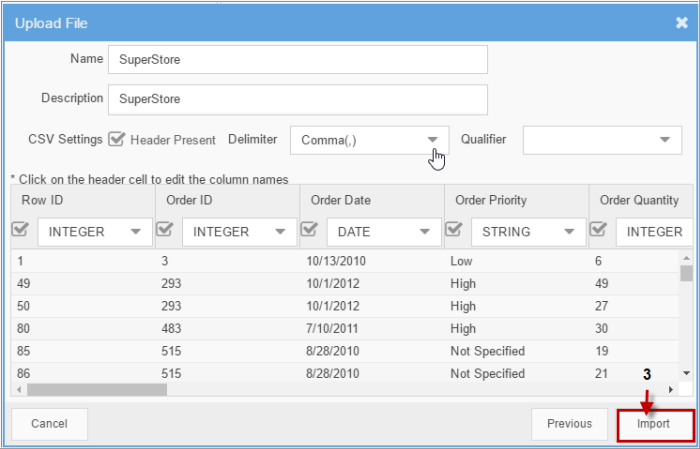 Upload File
Name SuperStore
Description SuperStore
CSV Settings Header Present Delimiter Comma(,) Qualifier
* Click on the header cell to edit the column names
Row ID Order ID Order Date Order Priority Order Quantity
INTEGER INTEGER DATE STRING INTEGER
1 3 10/13/2010 Low 6
49 293 10/1/2012 High 49
50 293 10/1/2012 High 27
80 483 7/10/2011 High 30
85 515 8/28/2010 Not Specified 19
86 515 8/28/2010 Not Specified 21 3
Cancel Previous Import